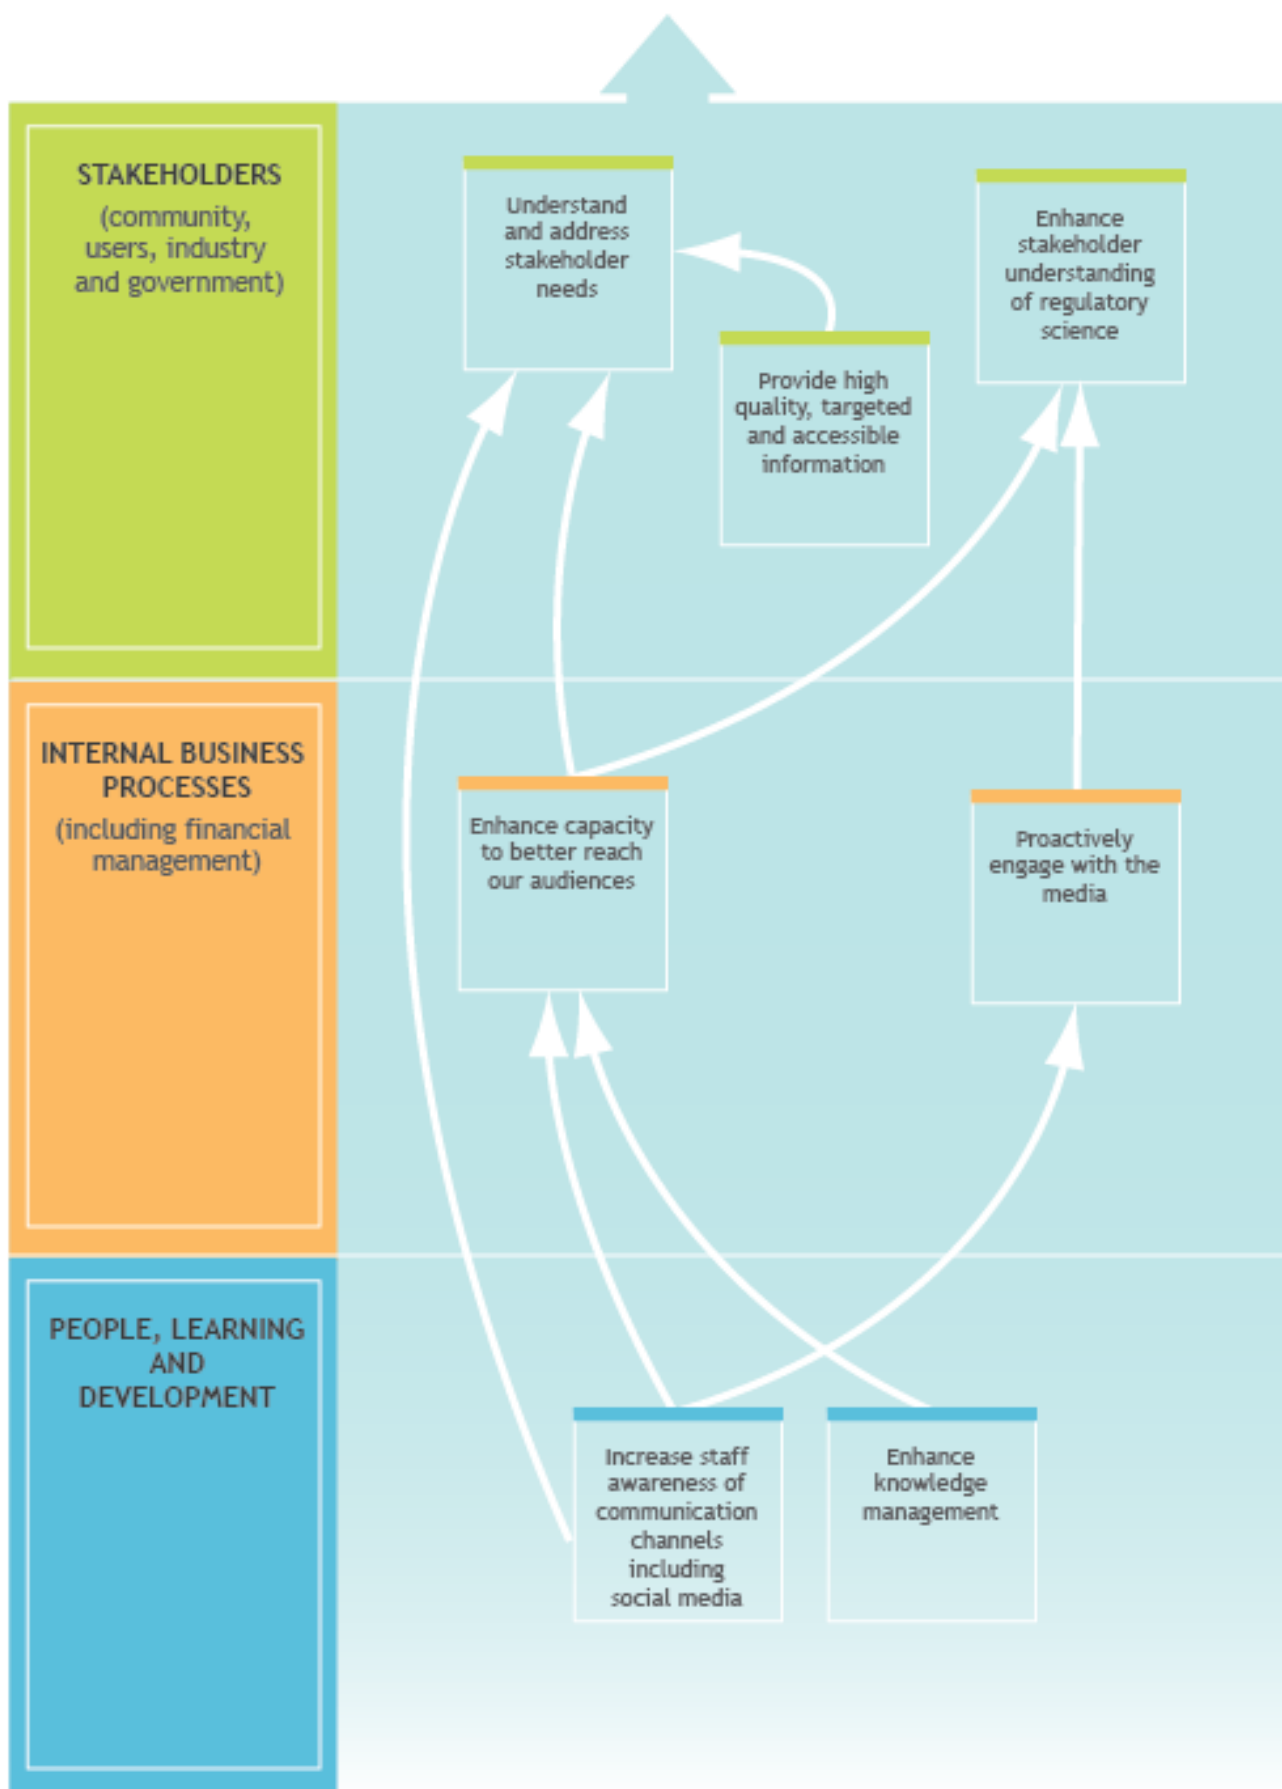 STAKEHOLDERS
(community,
users, industry
and government)
Understand
and address
stakeholder
needs
Provide high
quality, targeted
and accessible
information
Enhance
stakeholder
understanding
of regulatory
science
INTERNAL BUSINESS
PROCESSES
(including financial
management)
Enhance capacity
to better reach
our audiences
Proactively
engage with the
media
PEOPLE, LEARNING
AND
DEVELOPMENT
Increase staff
awareness of
communication
channels
including
social media
Enhance
knowledge
management